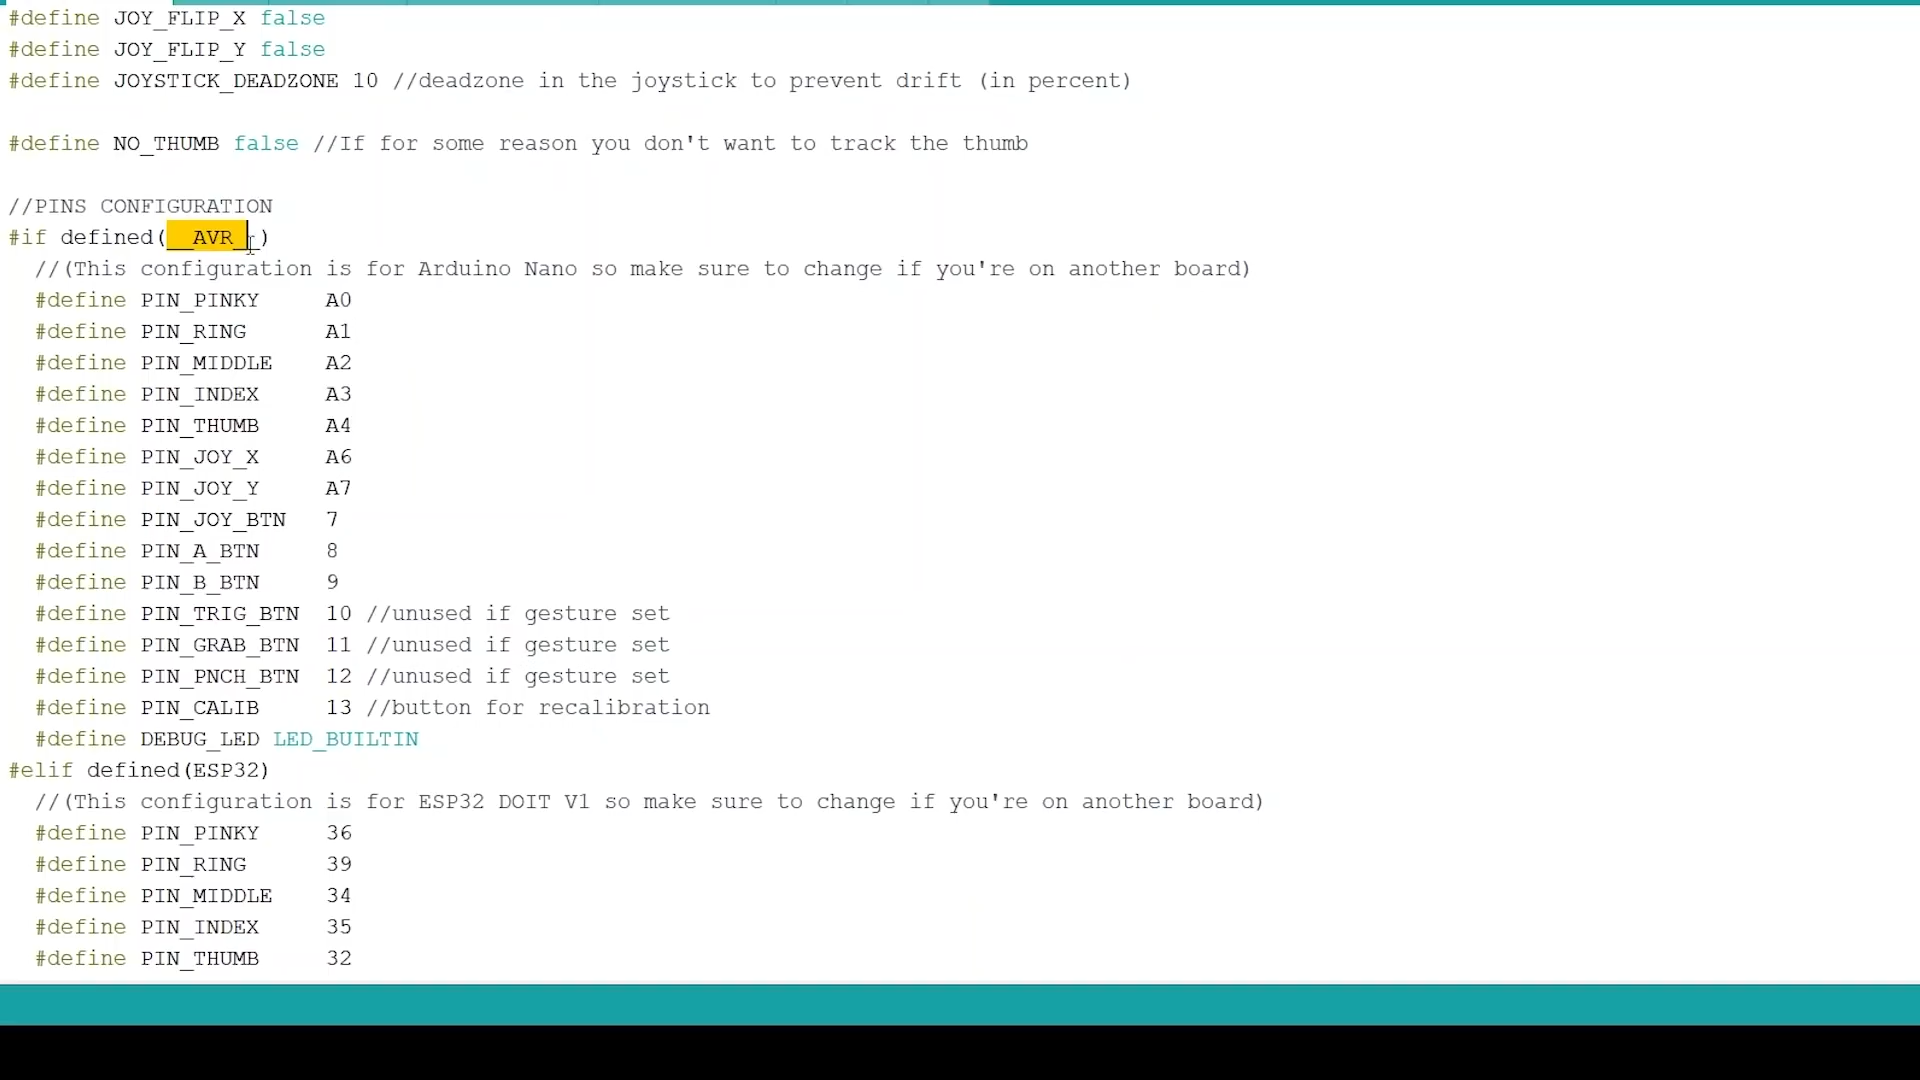 #define JOY_FLIP_X false
#define JOY_FLIP_Y false
#define JOYSTICK_DEADZONE 10 //deadzone in the joystick to prevent drift (in percent)
#define NO_THUMB false //If for some reason you don't want to track the thumb
//PINS CONFIGURATION
#if defined(__AVR__)
//(This configuration is for Arduino Nano so make sure to change if you're on another board)
#define PIN_PINKY A0
#define PIN_RING A1
#define PIN_MIDDLE A2
#define PIN_INDEX A3
#define PIN_THUMB A4
#define PIN_JOY_X A6
#define PIN_JOY_Y A7
#define PIN_JOY_BTN 7
#define PIN_A_BTN 8
#define PIN_B_BTN 9
#define PIN_TRIG_BTN 10 //unused if gesture set
#define PIN_GRAB_BTN 11 //unused if gesture set
#define PIN_PNCH_BTN 12 //unused if gesture set
#define PIN_CALIB 13 //button for recalibration
#define DEBUG_LED LED_BUILTIN
#elif defined(ESP32)
//(This configuration is for ESP32 DOIT V1 so make sure to change if you're on another board)
#define PIN_PINKY 36
#define PIN_RING 39
#define PIN_MIDDLE 34
#define PIN_INDEX 35
#define PIN_THUMB 32